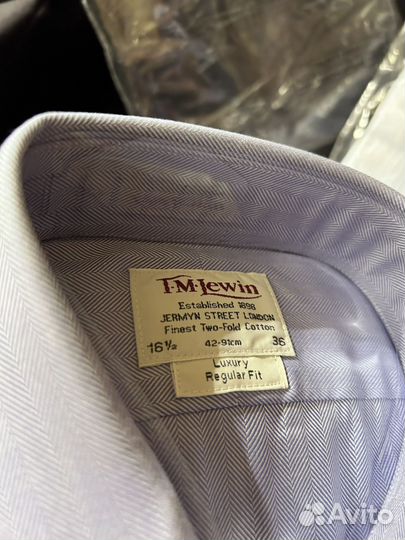 T·M·Lewin
Established 1898
JERMYN STREET LONDON
Finest Two-Fold Cotton
16½ 42-91cm 36
Luxury
Regular Fit
Avito